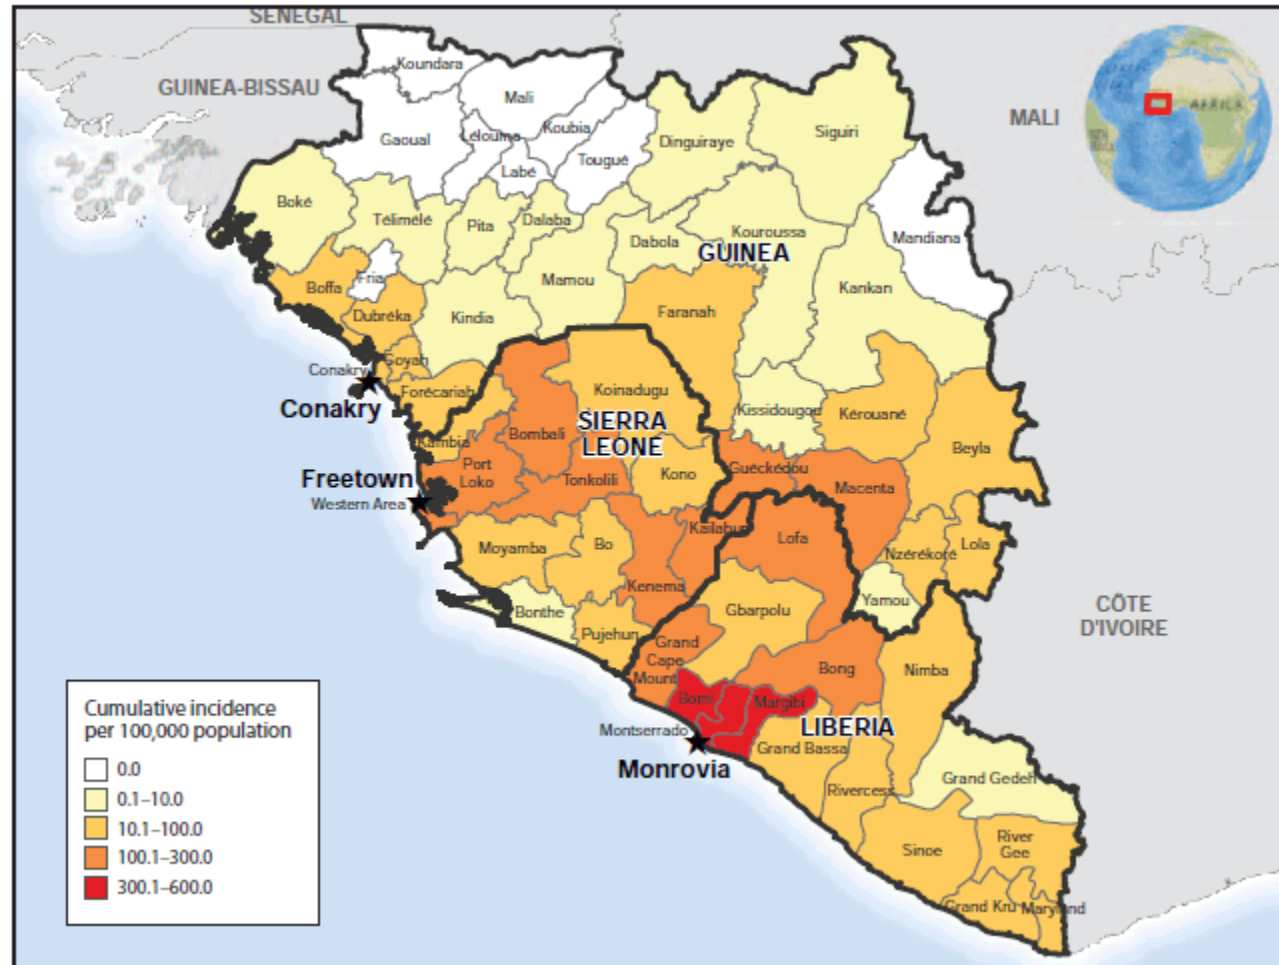 SENEGAL
GUINEA-BISSAU
MALI
AFRICA
Koundara
Mali
Gaoual
Lélouma
Koubia
Labé
Tougué
Dinguiraye
Siguiri
Boké
Télimélé
Pita
Dalaba
Dabola
Kouroussa
GUINEA
Mandiana
Fria
Boffa
Mamou
Kankan
Dubréka
Kindia
Faranah
Coyah
Conakry
Conakry
Forécariah
Koinadugu
Kissidougou
Kérouané
Beyla
SIERRA
LEONE
Kambia
Bombali
Port
Loko
Tonkolili
Kono
Guéckédou
Macenta
Freetown
Western Area
Kailahun
Lofa
Moyamba
Bo
Nzérékoré
Lola
Kenema
Yamou
Bonthe
Gbarpolu
CÔTE
D'IVOIRE
Pujehun
Grand
Cape
Mount
Bong
Nimba
Bomi
Margibi
LIBERIA
Montserrado
Monrovia
Grand Bassa
Rivercess
Grand Gedeh
Sinoe
River
Gee
Grand Kru
Maryland
Cumulative incidence
per 100,000 population
0.0
0.1–10.0
10.1–100.0
100.1–300.0
300.1–600.0